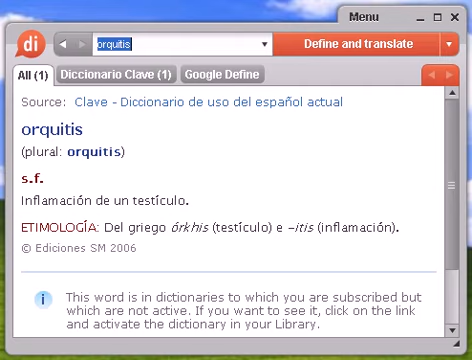 Menu
di
orquitis
Define and translate
All (1)
Diccionario Clave (1)
Google Define
Source: Clave - Diccionario de uso del español actual
orquitis
(plural: orquitis)
s.f.
Inflamación de un testículo.
ETIMOLOGÍA: Del griego órkhis (testículo) e –itis (inflamación).
© Ediciones SM 2006
i
This word is in dictionaries to which you are subscribed but
which are not active. If you want to see it, click on the link
and activate the dictionary in your Library.